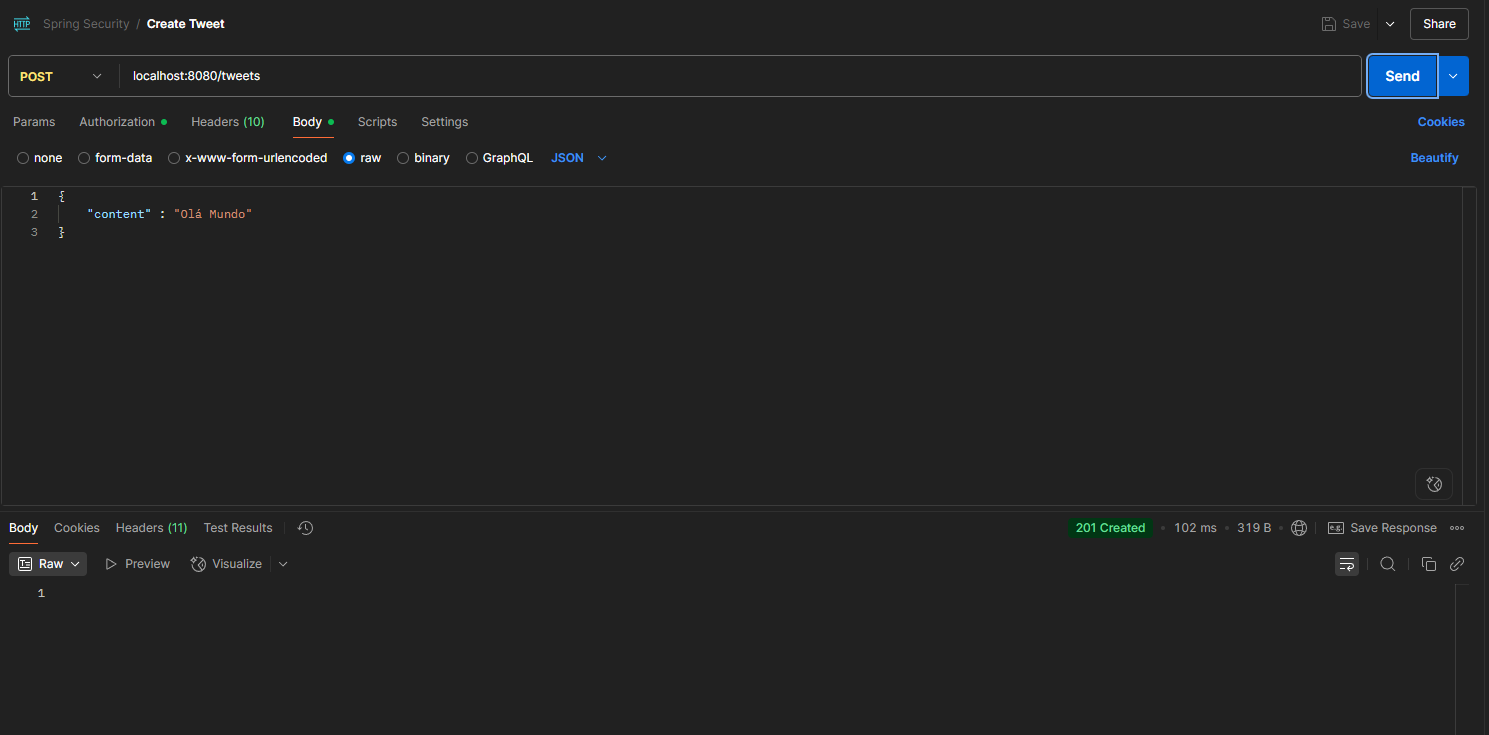 HTTP Spring Security / Create Tweet Save Share
POST localhost:8080/tweets Send
Params Authorization Headers (10) Body Scripts Settings Cookies
none form-data x-www-form-urlencoded raw binary GraphQL JSON Beautify
1 {
2 "content" : "Olá Mundo"
3 }
Body Cookies Headers (11) Test Results 201 Created • 102 ms • 319 B • e.g. Save Response
Raw Preview Visualize
1